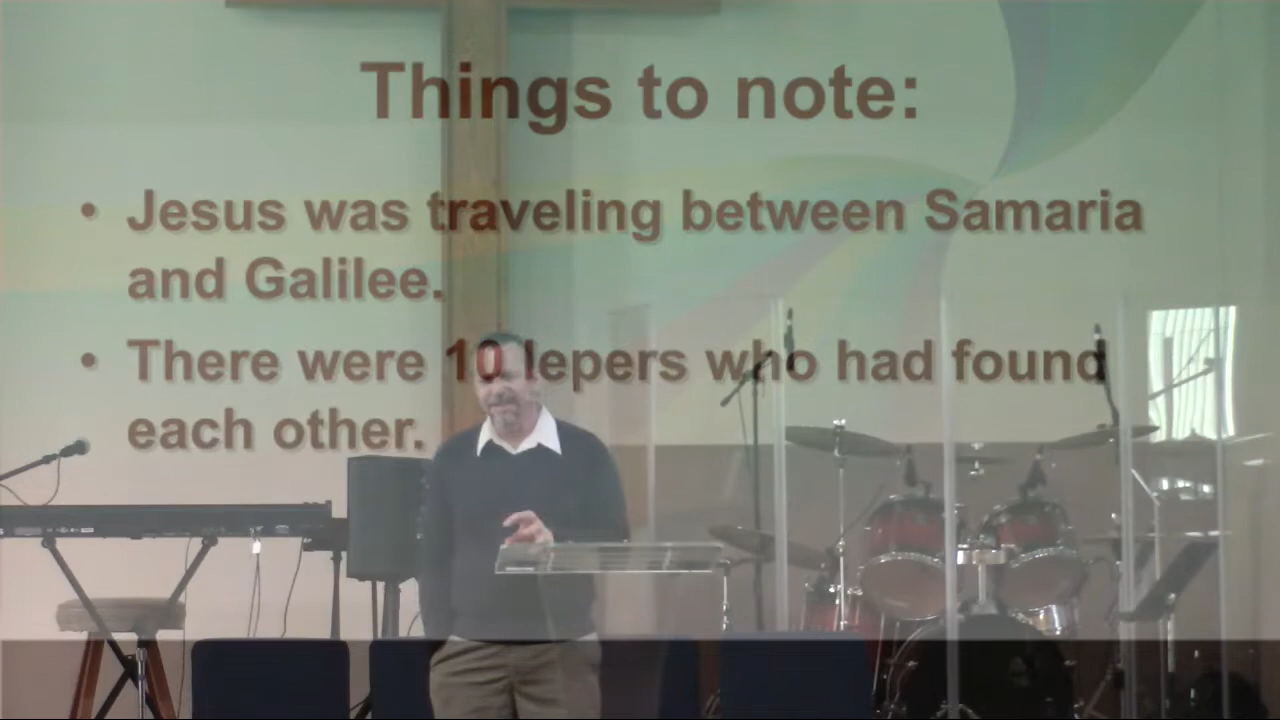 Things to note:
• Jesus was traveling between Samaria
and Galilee.
• There were 10 lepers who had found
each other.